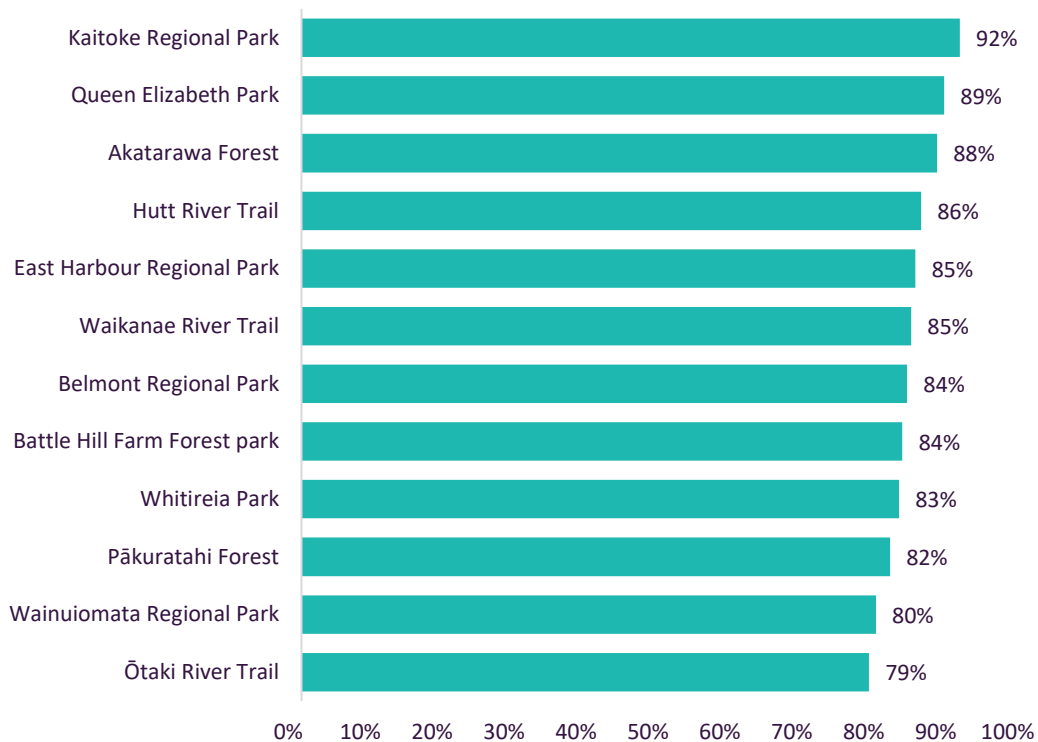 Kaitoke Regional Park 92%
Queen Elizabeth Park 89%
Akatarawa Forest 88%
Hutt River Trail 86%
East Harbour Regional Park 85%
Waikanae River Trail 85%
Belmont Regional Park 84%
Battle Hill Farm Forest park 84%
Whitireia Park 83%
Pākuratahi Forest 82%
Wainuiomata Regional Park 80%
Ōtaki River Trail 79%
0% 10% 20% 30% 40% 50% 60% 70% 80% 90% 100%